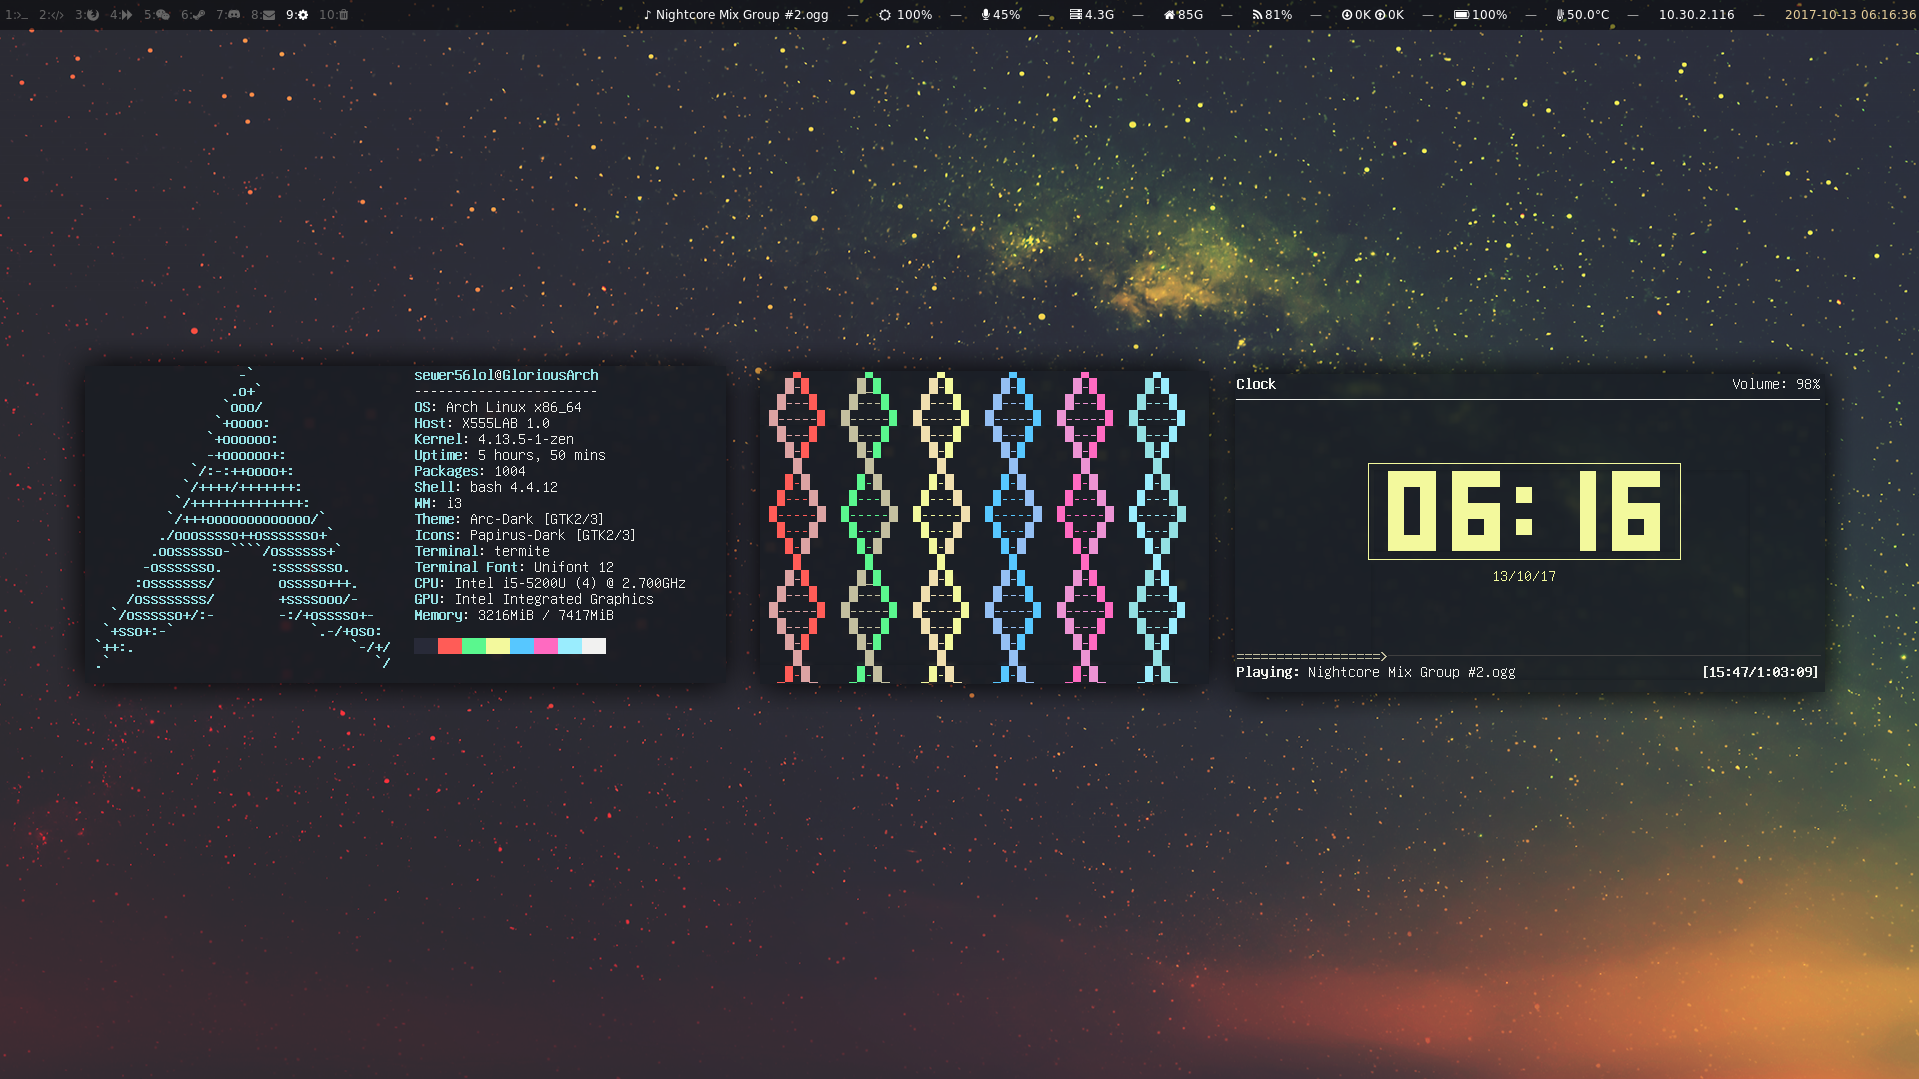 1:>_ 2:</> 3: 4: 5: 6: 7: 8: 9: 10:
♪ Nightcore Mix Group #2.ogg — 100% — 45% — 4.3G — 85G — 81% — 0K 0K — 100% — 50.0°C — 10.30.2.116 — 2017-10-13 06:16:36
sewer56lol@GloriousArch
-----------------------
OS: Arch Linux x86_64
Host: X555LAB 1.0
Kernel: 4.13.5-1-zen
Uptime: 5 hours, 50 mins
Packages: 1004
Shell: bash 4.4.12
WM: i3
Theme: Arc-Dark [GTK2/3]
Icons: Papirus-Dark [GTK2/3]
Terminal: termite
Terminal Font: Unifont 12
CPU: Intel i5-5200U (4) @ 2.700GHz
GPU: Intel Integrated Graphics
Memory: 3216MiB / 7417MiB
Clock Volume: 98%
06:16
13/10/17
==================>
Playing: Nightcore Mix Group #2.ogg [15:47/1:03:09]